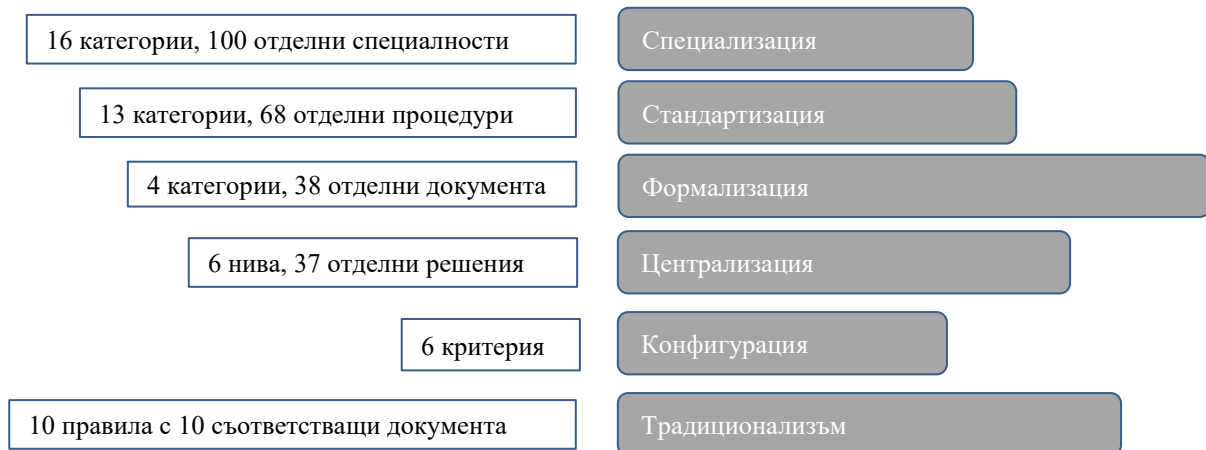 16 категории, 100 отделни специалности
Специализация
13 категории, 68 отделни процедури
Стандартизация
4 категории, 38 отделни документа
Формализация
6 нива, 37 отделни решения
Централизация
6 критерия
Конфигурация
10 правила с 10 съответстващи документа
Традиционализъм